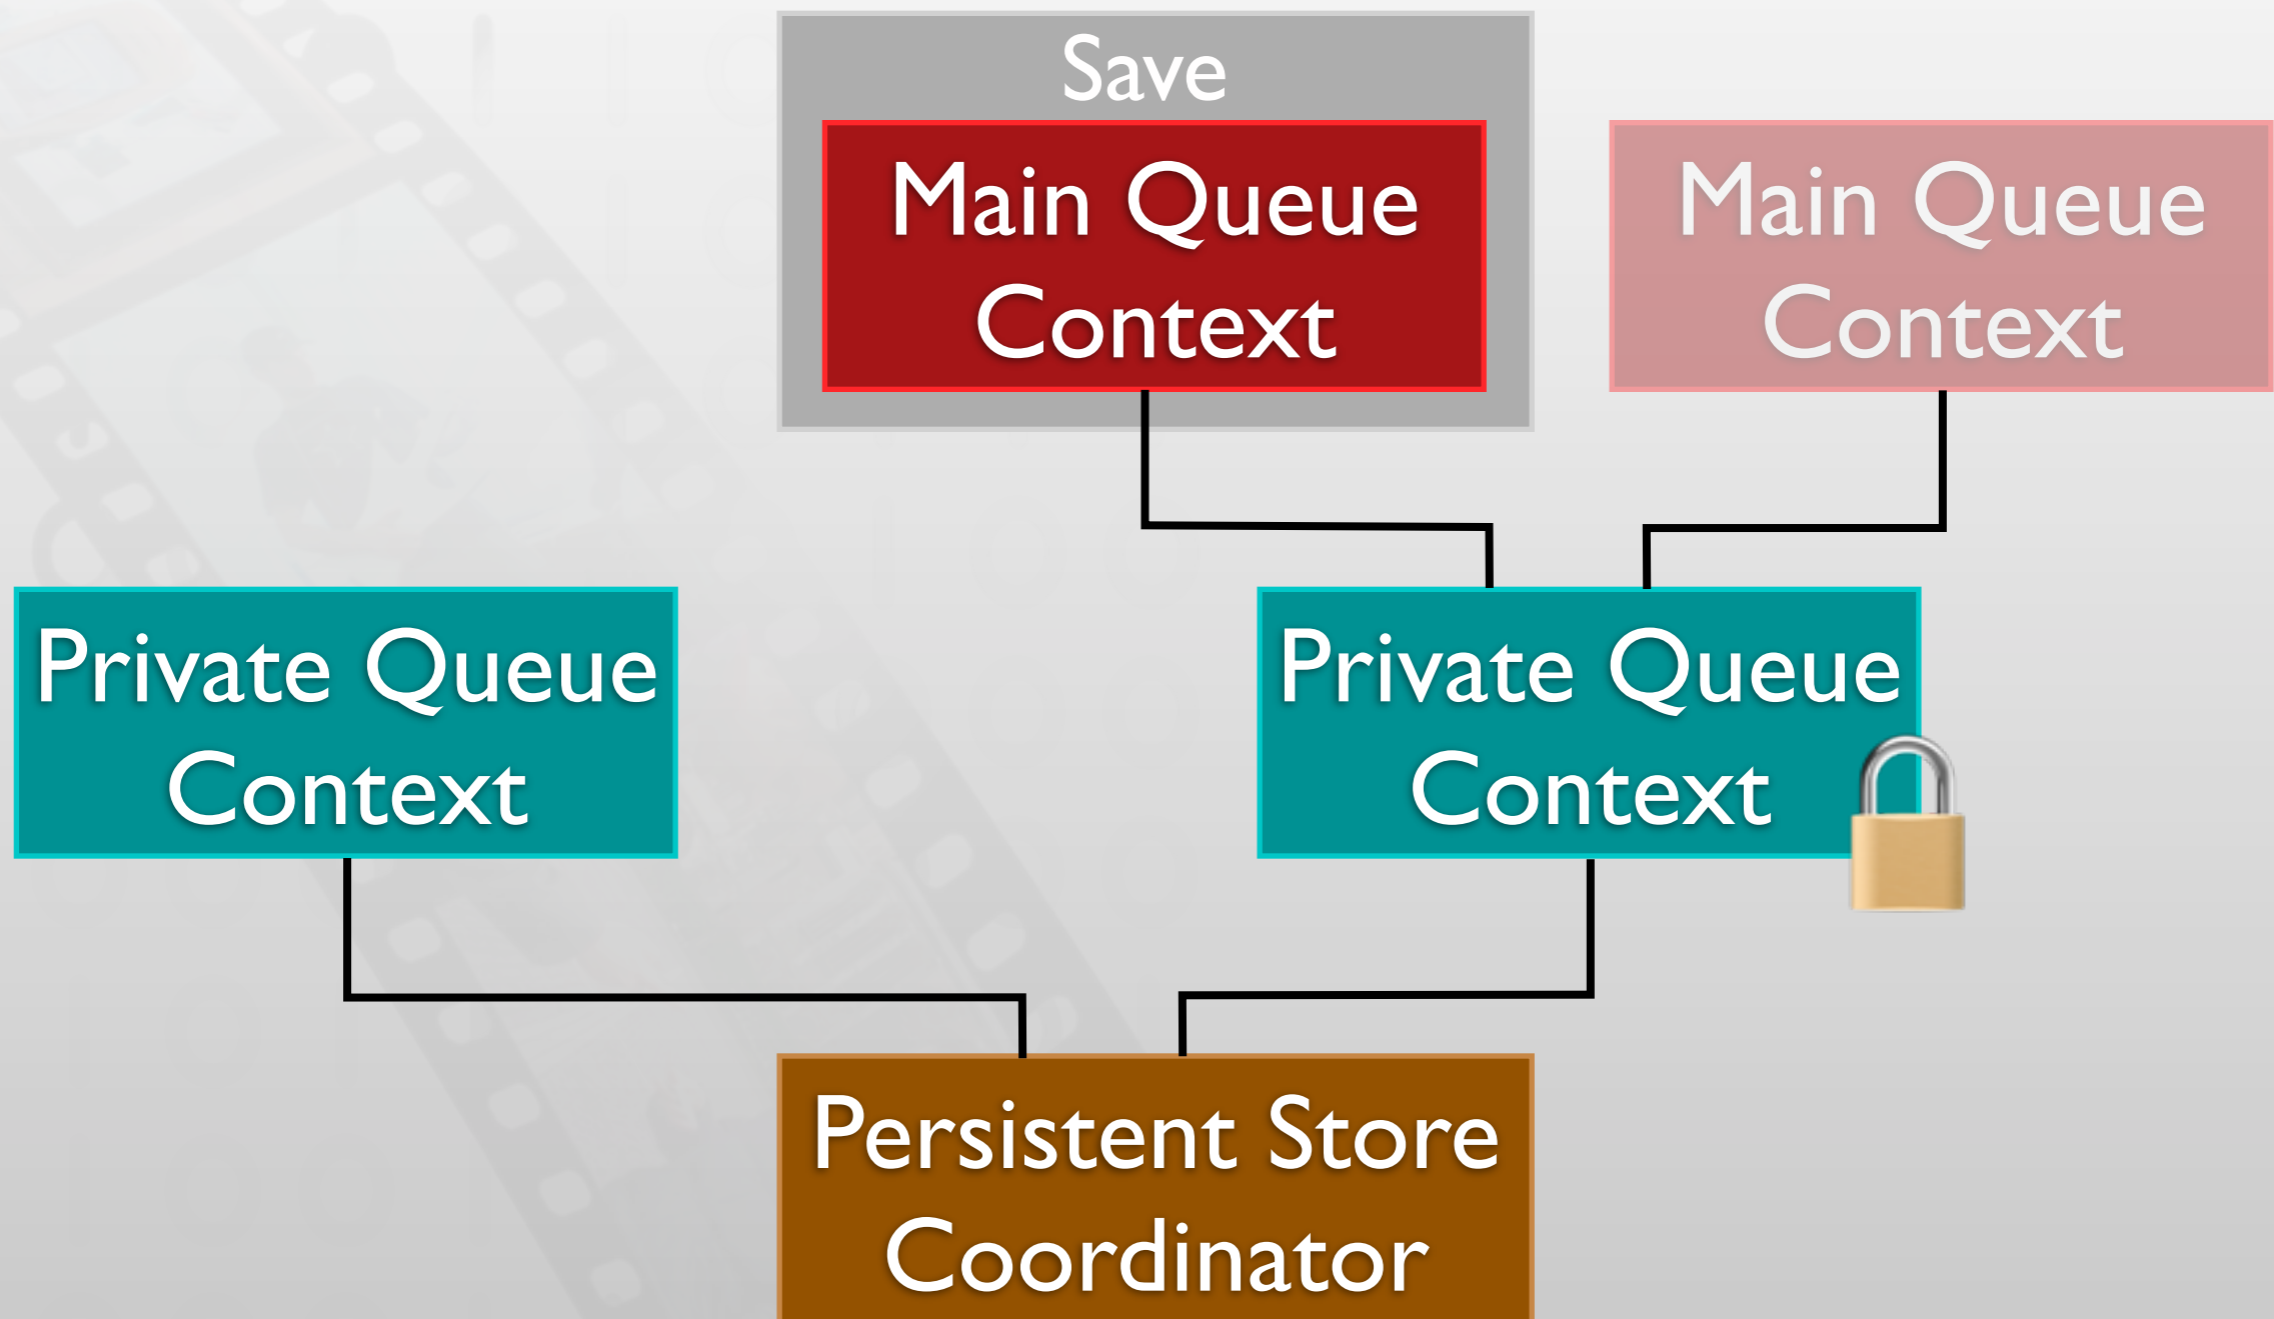 Save
Main Queue
Context
Main Queue
Context
Private Queue
Context
Private Queue
Context
Persistent Store
Coordinator